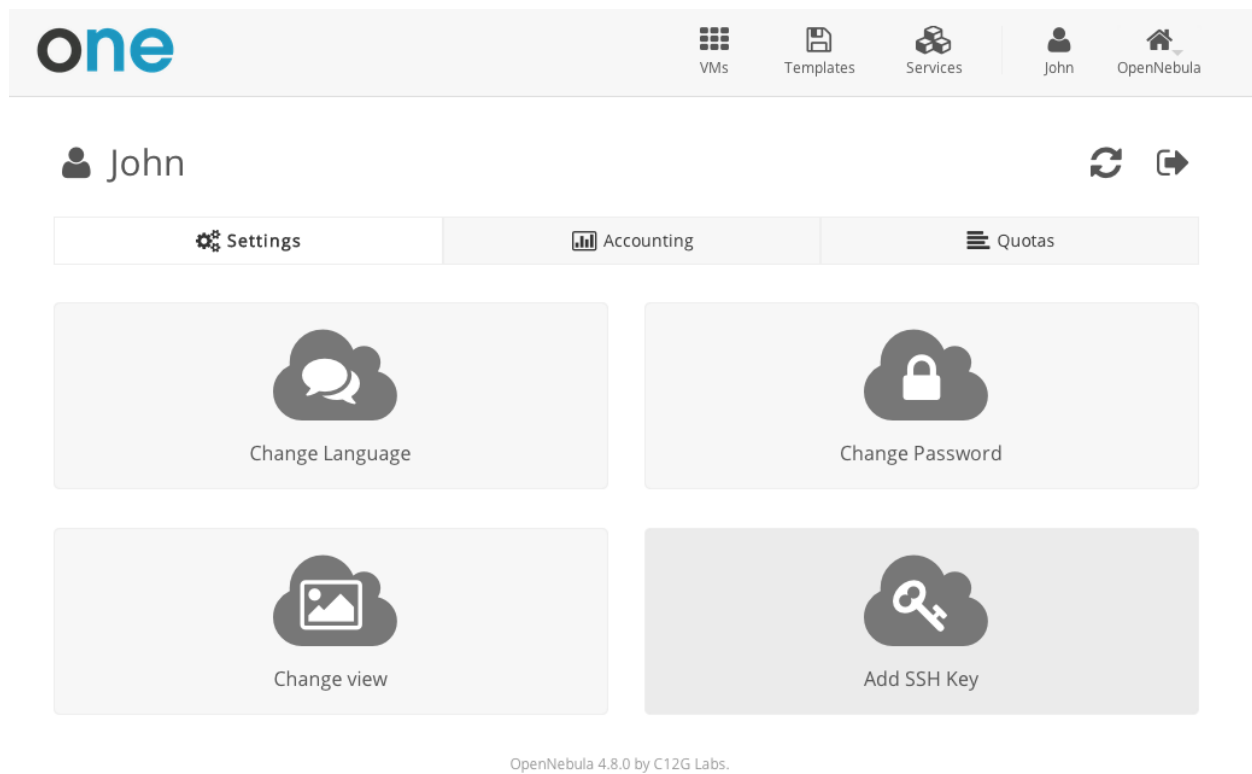 one
VMs Templates Services John OpenNebula
John
Settings Accounting Quotas
Change Language Change Password
Change view Add SSH Key
OpenNebula 4.8.0 by C12G Labs.